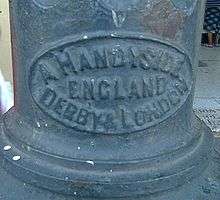 A HANDYSIDE
ENGLAND
DERBY & LONDON